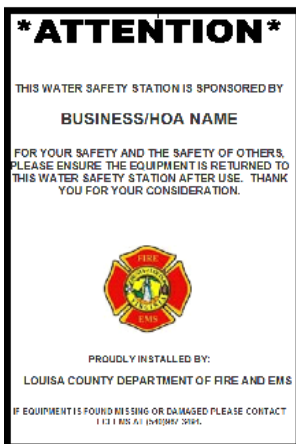 *ATTENTION*
THIS WATER SAFETY STATION IS SPONSORED BY
BUSINESS/HOA NAME
FOR YOUR SAFETY AND THE SAFETY OF OTHERS,
PLEASE ENSURE THE EQUIPMENT IS RETURNED TO
THIS WATER SAFETY STATION AFTER USE. THANK
YOU FOR YOUR CONSIDERATION.
FIRE
EMS
PROUDLY INSTALLED BY:
LOUISA COUNTY DEPARTMENT OF FIRE AND EMS
IF EQUIPMENT IS FOUND MISSING OR DAMAGED PLEASE CONTACT
AT